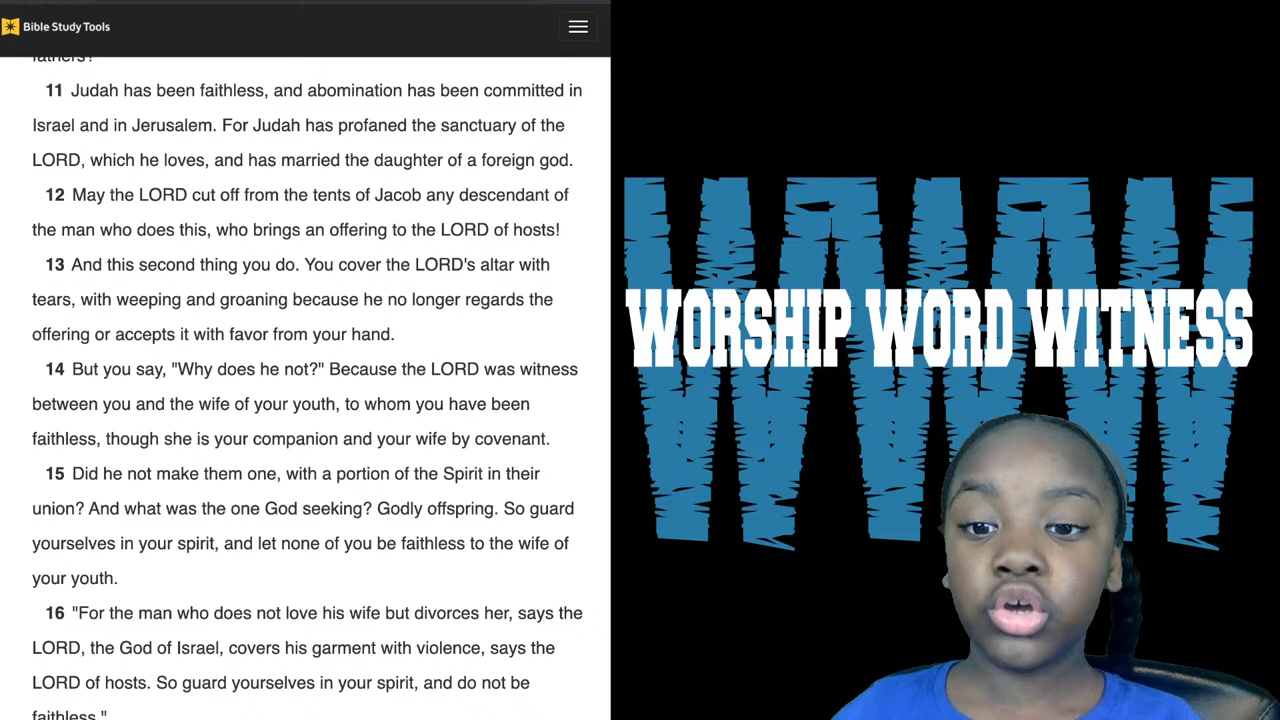 Bible Study Tools
fathers?
11 Judah has been faithless, and abomination has been committed in
Israel and in Jerusalem. For Judah has profaned the sanctuary of the
LORD, which he loves, and has married the daughter of a foreign god.
12 May the LORD cut off from the tents of Jacob any descendant of
the man who does this, who brings an offering to the LORD of hosts!
13 And this second thing you do. You cover the LORD's altar with
tears, with weeping and groaning because he no longer regards the
offering or accepts it with favor from your hand.
14 But you say, "Why does he not?" Because the LORD was witness
between you and the wife of your youth, to whom you have been
faithless, though she is your companion and your wife by covenant.
15 Did he not make them one, with a portion of the Spirit in their
union? And what was the one God seeking? Godly offspring. So guard
yourselves in your spirit, and let none of you be faithless to the wife of
your youth.
16 "For the man who does not love his wife but divorces her, says the
LORD, the God of Israel, covers his garment with violence, says the
LORD of hosts. So guard yourselves in your spirit, and do not be
faithless."
WWW
WORSHIP WORD WITNESS